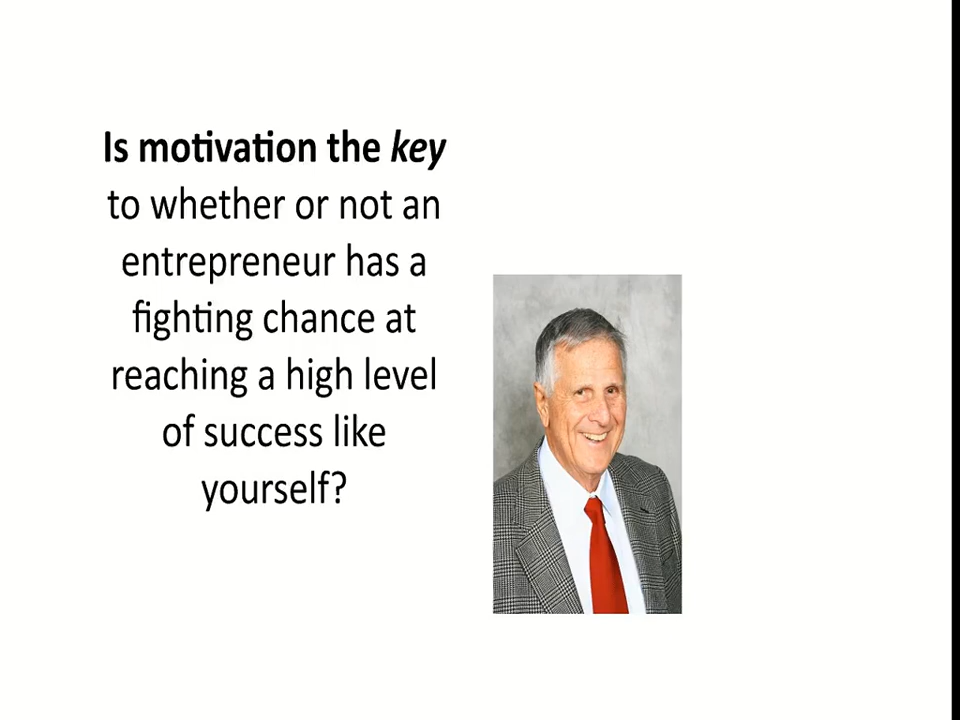 Is motivation the key
to whether or not an
entrepreneur has a
fighting chance at
reaching a high level
of success like
yourself?